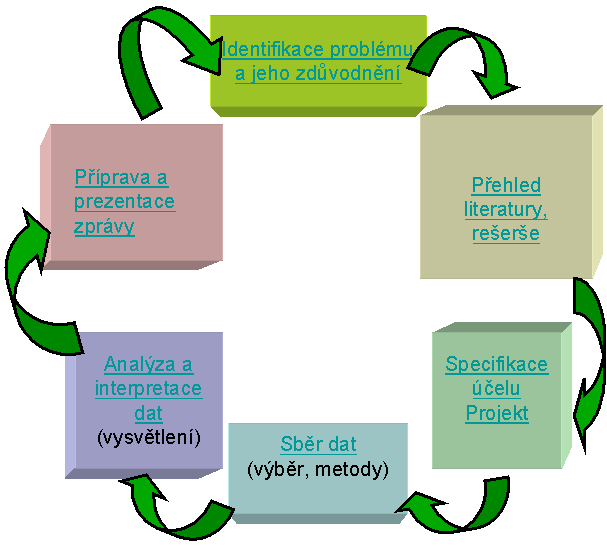 Identifikace problému
a jeho zdůvodnění
Přehled
literatury,
rešerše
Specifikace
účelu
Projekt
Sběr dat
(výběr, metody)
Analýza a
interpretace
dat
(vysvětlení)
Příprava a
prezentace
zprávy